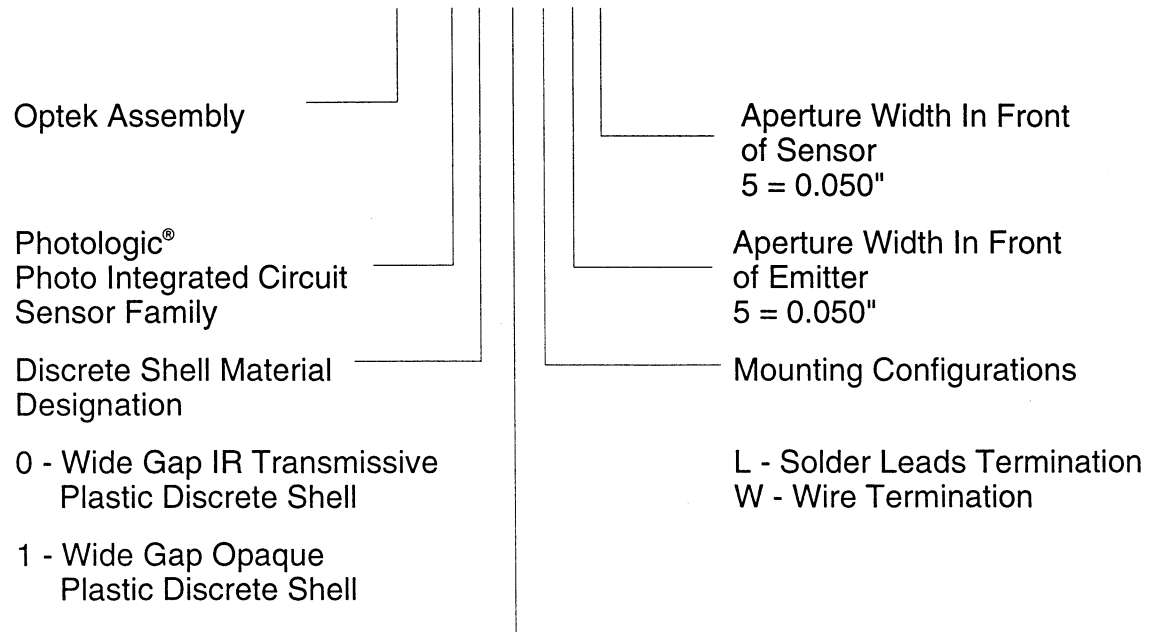 Optek Assembly
Photologic®
Photo Integrated Circuit
Sensor Family
Discrete Shell Material
Designation
0 - Wide Gap IR Transmissive
Plastic Discrete Shell
1 - Wide Gap Opaque
Plastic Discrete Shell
Aperture Width In Front
of Sensor
5 = 0.050"
Aperture Width In Front
of Emitter
5 = 0.050"
Mounting Configurations
L - Solder Leads Termination
W - Wire Termination